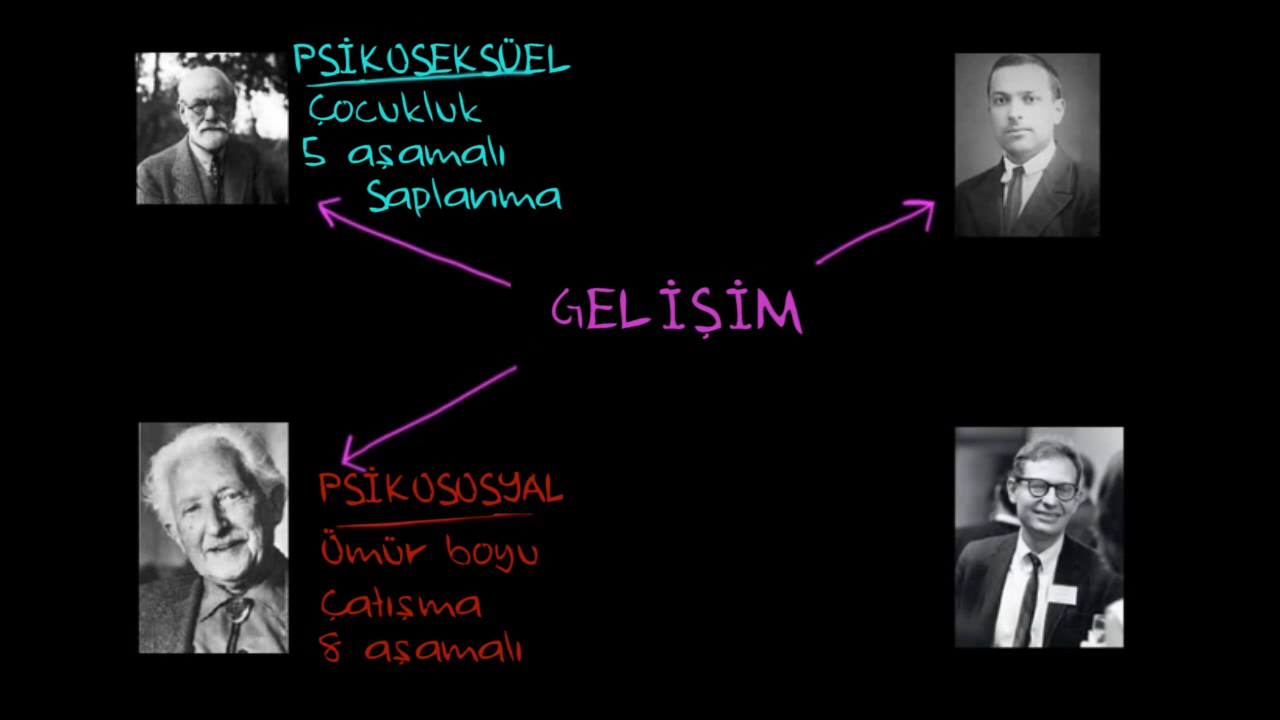 PSİKOSEKSÜEL
Çocukluk
5 aşamalı
Saplanma
GELİŞİM
PSİKOSOSYAL
Ömür boyu
Çatışma
8 aşamalı